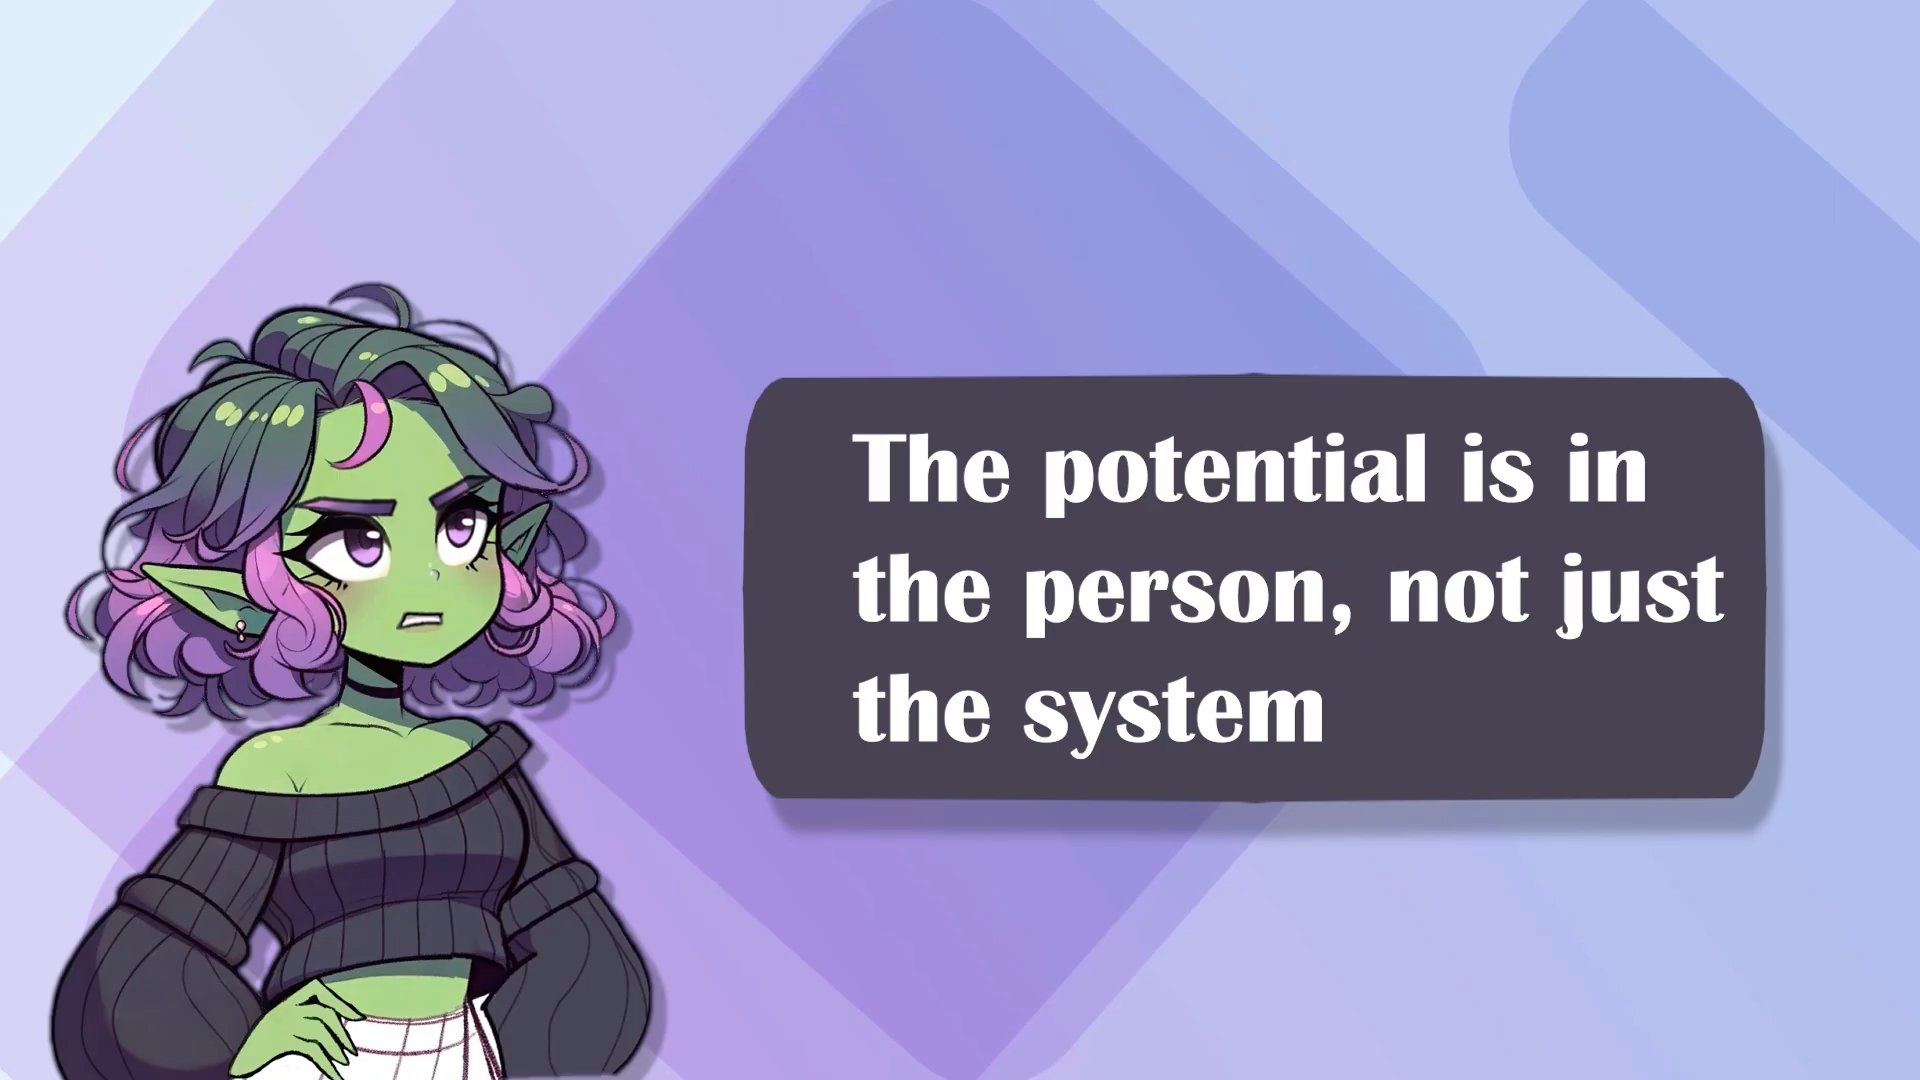 The potential is in
the person, not just
the system